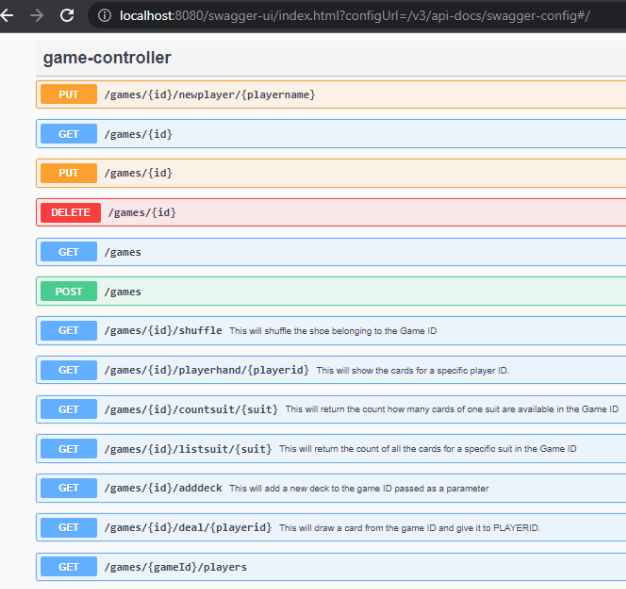 localhost:8080/swagger-ui/index.html?configUrl=/v3/api-docs/swagger-config#/
game-controller
PUT /games/{id}/newplayer/{playername}
GET /games/{id}
PUT /games/{id}
DELETE /games/{id}
GET /games
POST /games
GET /games/{id}/shuffle This will shuffle the shoe belonging to the Game ID
GET /games/{id}/playerhand/{playerid} This will show the cards for a specific player ID.
GET /games/{id}/countsuit/{suit} This will return the count how many cards of one suit are available in the Game ID
GET /games/{id}/listsuit/{suit} This will return the count of all the cards for a specific suit in the Game ID
GET /games/{id}/adddeck This will add a new deck to the game ID passed as a parameter
GET /games/{id}/deal/{playerid} This will draw a card from the game ID and give it to PLAYERID.
GET /games/{gameId}/players